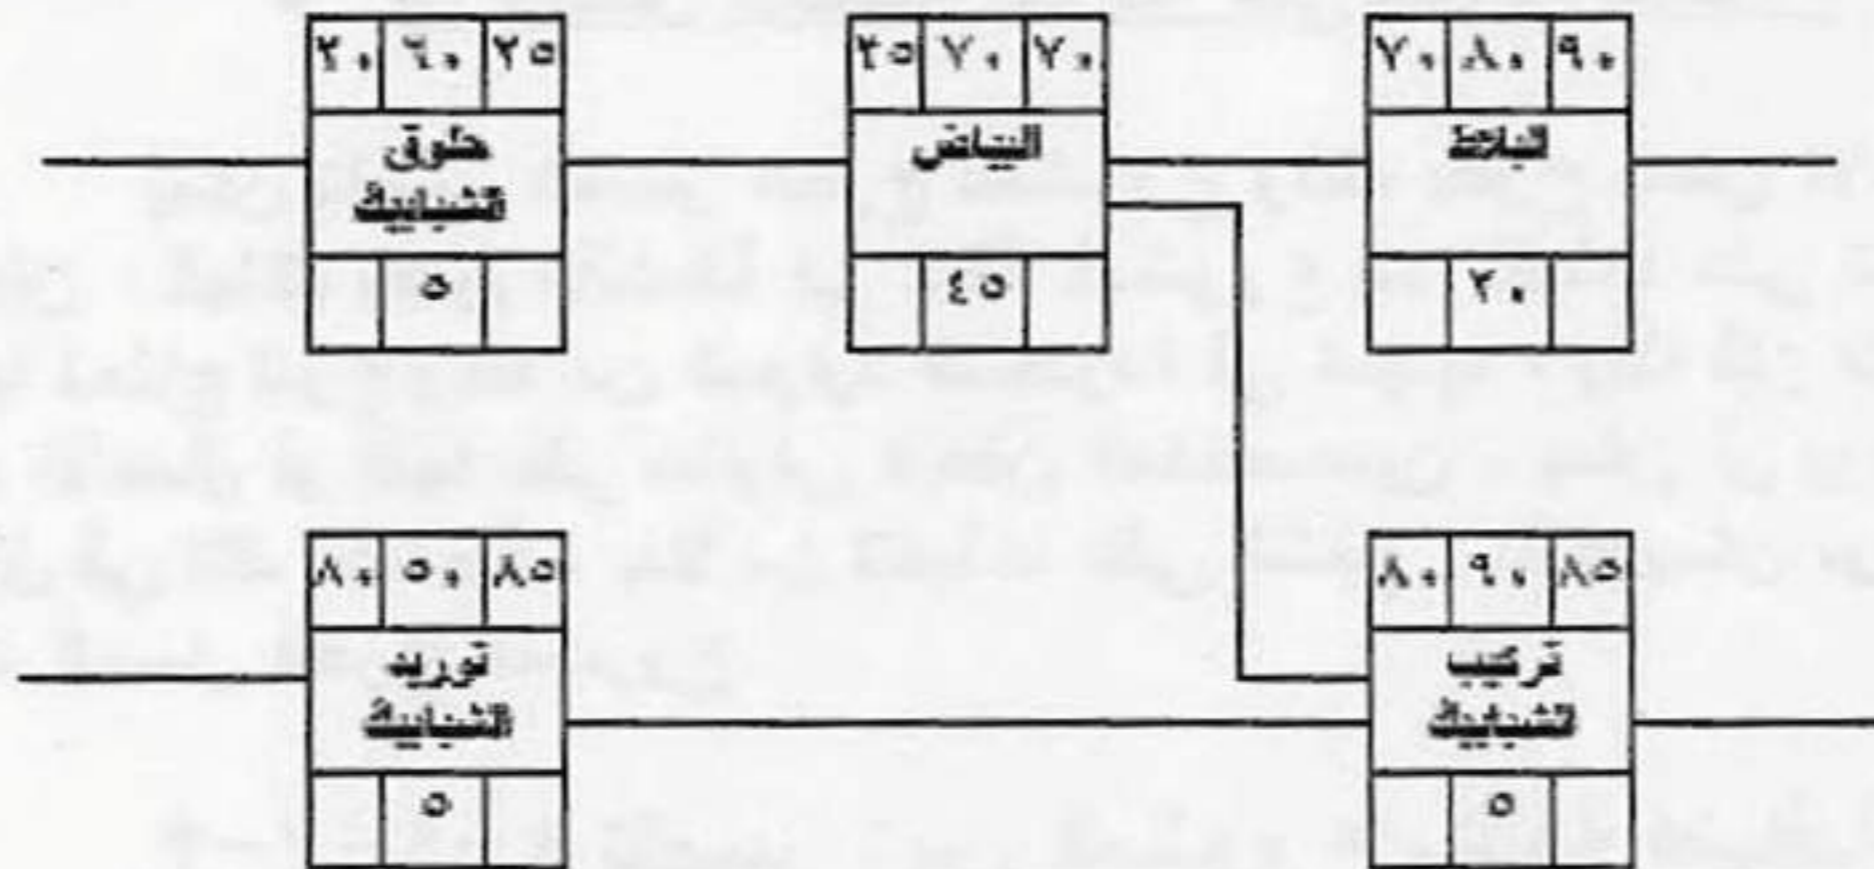 ٢٠ ٦٠ ٢٥
حلوق
الشبابيك
٥
٢٥ ٧٠ ٧٠
البياض
٤٥
٧٠ ٨٠ ٩٠
البلاط
٢٠
٨٠ ٥٠ ٨٥
توريد
الشبابيك
٥
٨٠ ٩٠ ٨٥
تركيب
الشبابيك
٥